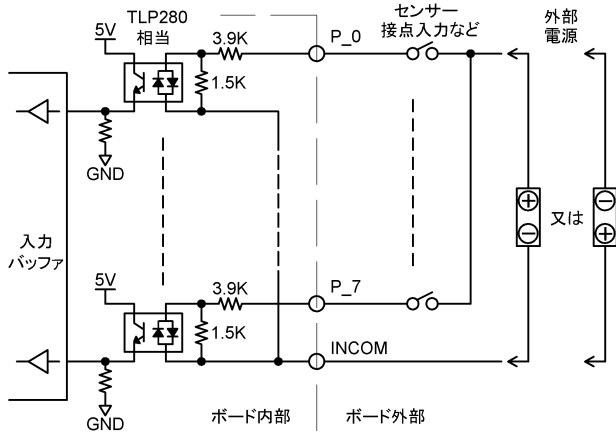 TLP280
相当
5V
3.9K
1.5K
P_0
センサー
接点入力など
外部
電源
GND
入力
バッファ
又は
5V
3.9K
1.5K
P_7
INCOM
GND
ボード内部
ボード外部